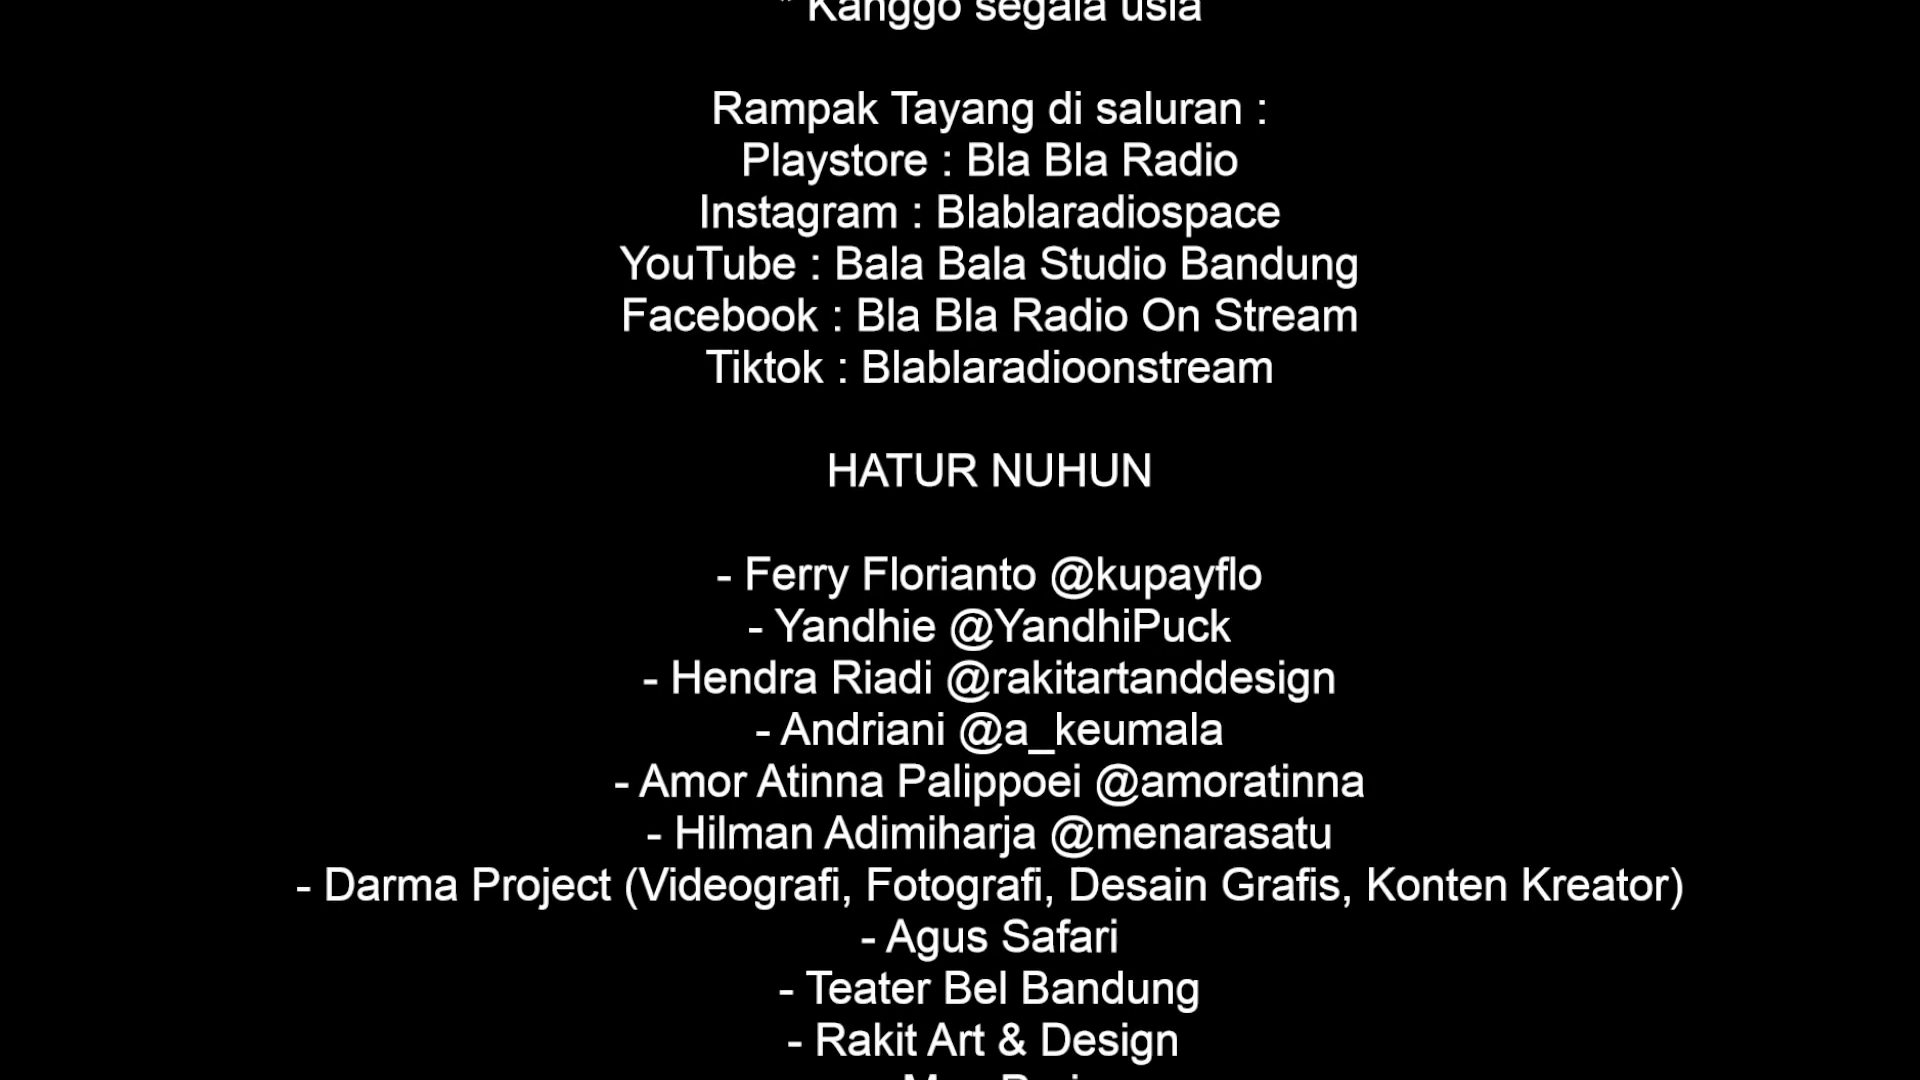 * Kanggo segala usia
Rampak Tayang di saluran :
Playstore : Bla Bla Radio
Instagram : Blablaradiospace
YouTube : Bala Bala Studio Bandung
Facebook : Bla Bla Radio On Stream
Tiktok : Blablaradioonstream
HATUR NUHUN
- Ferry Florianto @kupayflo
- Yandhie @YandhiPuck
- Hendra Riadi @rakitartanddesign
- Andriani @a_keumala
- Amor Atinna Palippoei @amoratinna
- Hilman Adimiharja @menarasatu
- Darma Project (Videografi, Fotografi, Desain Grafis, Konten Kreator)
- Agus Safari
- Teater Bel Bandung
- Rakit Art & Design